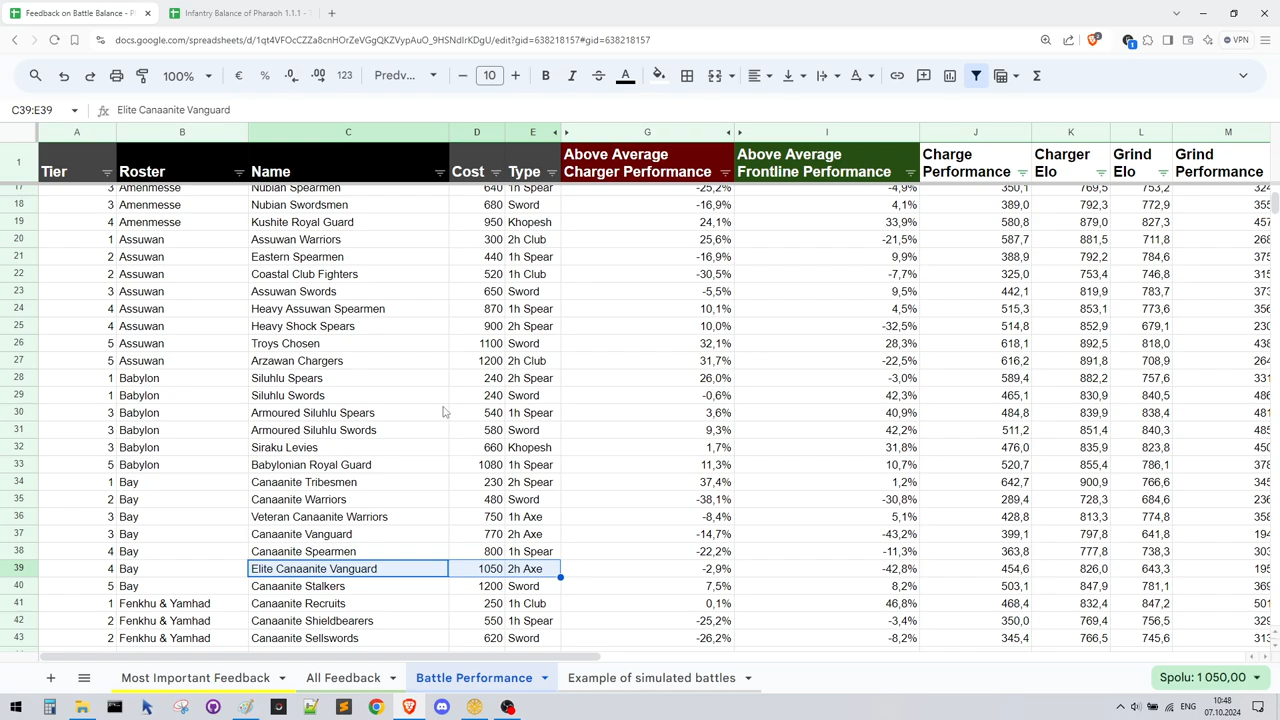 Feedback on Battle Balance - P
Infantry Balance of Pharaoh 1.1.1 - 
docs.google.com/spreadsheets/d/1qt4VFOcCZZa8cnHOrZeVGgQKZVypAuO_9HSNdIrKDgU/edit?gid=638218157#gid=638218157
VPN
100% € % .0 .00 123 Predv... 10 B I A Σ
C39:E39 fx Elite Canaanite Vanguard
A B C D E G I J K L M
1 Tier Roster Name Cost Type Above Average Charger Performance Above Average Frontline Performance Charge Performance Charger Elo Grind Elo Grind Performance
17 3 Amenmesse Nubian Spearmen 640 1h Spear -25,2% -4,9% 350,1 769,5 753,2 324
18 3 Amenmesse Nubian Swordsmen 680 Sword -16,9% 4,1% 389,0 792,3 772,9 355
19 4 Amenmesse Kushite Royal Guard 950 Khopesh 24,1% 33,9% 580,8 879,0 827,3 457
20 1 Assuwan Assuwan Warriors 300 2h Club 25,6% -21,5% 587,7 881,5 711,8 268
21 2 Assuwan Eastern Spearmen 440 1h Spear -16,9% 9,9% 388,9 792,2 784,6 375
22 2 Assuwan Coastal Club Fighters 520 1h Club -30,5% -7,7% 325,0 753,4 746,8 315
23 3 Assuwan Assuwan Swords 650 Sword -5,5% 9,5% 442,1 819,9 783,7 373
24 4 Assuwan Heavy Assuwan Spearmen 870 1h Spear 10,1% 4,5% 515,3 853,1 773,6 356
25 4 Assuwan Heavy Shock Spears 900 2h Spear 10,0% -32,5% 514,8 852,9 679,1 230
26 5 Assuwan Troys Chosen 1100 Sword 32,1% 28,3% 618,1 892,5 818,0 438
27 5 Assuwan Arzawan Chargers 1200 2h Club 31,7% -22,5% 616,2 891,8 708,9 264
28 1 Babylon Siluhlu Spears 240 2h Spear 26,0% -3,0% 589,4 882,2 757,6 331
29 1 Babylon Siluhlu Swords 240 Sword -0,6% 42,3% 465,1 830,9 840,5 486
30 3 Babylon Armoured Siluhlu Spears 540 1h Spear 3,6% 40,9% 484,8 839,9 838,4 481
31 3 Babylon Armoured Siluhlu Swords 580 Sword 9,3% 42,2% 511,2 851,4 840,3 485
32 3 Babylon Siraku Levies 660 Khopesh 1,7% 31,8% 476,0 835,9 823,8 450
33 5 Babylon Babylonian Royal Guard 1080 1h Spear 11,3% 10,7% 520,7 855,4 786,1 378
34 1 Bay Canaanite Tribesmen 230 2h Spear 37,4% 1,2% 642,7 900,9 766,6 345
35 2 Bay Canaanite Warriors 480 Sword -38,1% -30,8% 289,4 728,3 684,6 236
36 3 Bay Veteran Canaanite Warriors 750 1h Axe -8,4% 5,1% 428,8 813,3 774,8 358
37 3 Bay Canaanite Vanguard 770 2h Axe -14,7% -43,2% 399,1 797,8 641,8 194
38 4 Bay Canaanite Spearmen 800 1h Spear -22,2% -11,3% 363,8 777,8 738,3 303
39 4 Bay Elite Canaanite Vanguard 1050 2h Axe -2,9% -42,8% 454,6 826,0 643,3 195
40 5 Bay Canaanite Stalkers 1200 Sword 7,5% 8,2% 503,1 847,9 781,1 369
41 1 Fenkhu & Yamhad Canaanite Recruits 250 1h Club 0,1% 46,8% 468,4 832,4 847,2 501
42 2 Fenkhu & Yamhad Canaanite Shieldbearers 550 1h Spear -25,2% -3,4% 350,0 769,4 756,5 329
43 2 Fenkhu & Yamhad Canaanite Sellswords 620 Sword -26,2% -8,2% 345,4 766,5 745,6 313
Most Important Feedback All Feedback Battle Performance Example of simulated battles Spolu: 1 050,00
ENG
10:48
07.10.2024